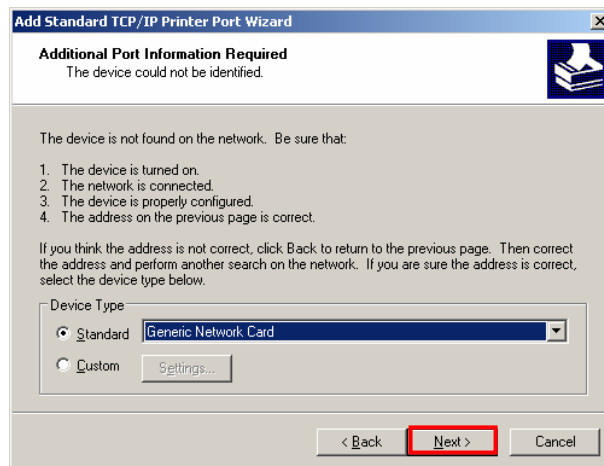 Add Standard TCP/IP Printer Port Wizard
Additional Port Information Required
The device could not be identified.
The device is not found on the network. Be sure that:
1. The device is turned on.
2. The network is connected.
3. The device is properly configured.
4. The address on the previous page is correct.
If you think the address is not correct, click Back to return to the previous page. Then correct
the address and perform another search on the network. If you are sure the address is correct,
select the device type below.
Device Type
Standard Generic Network Card
Custom Settings...
< Back Next > Cancel